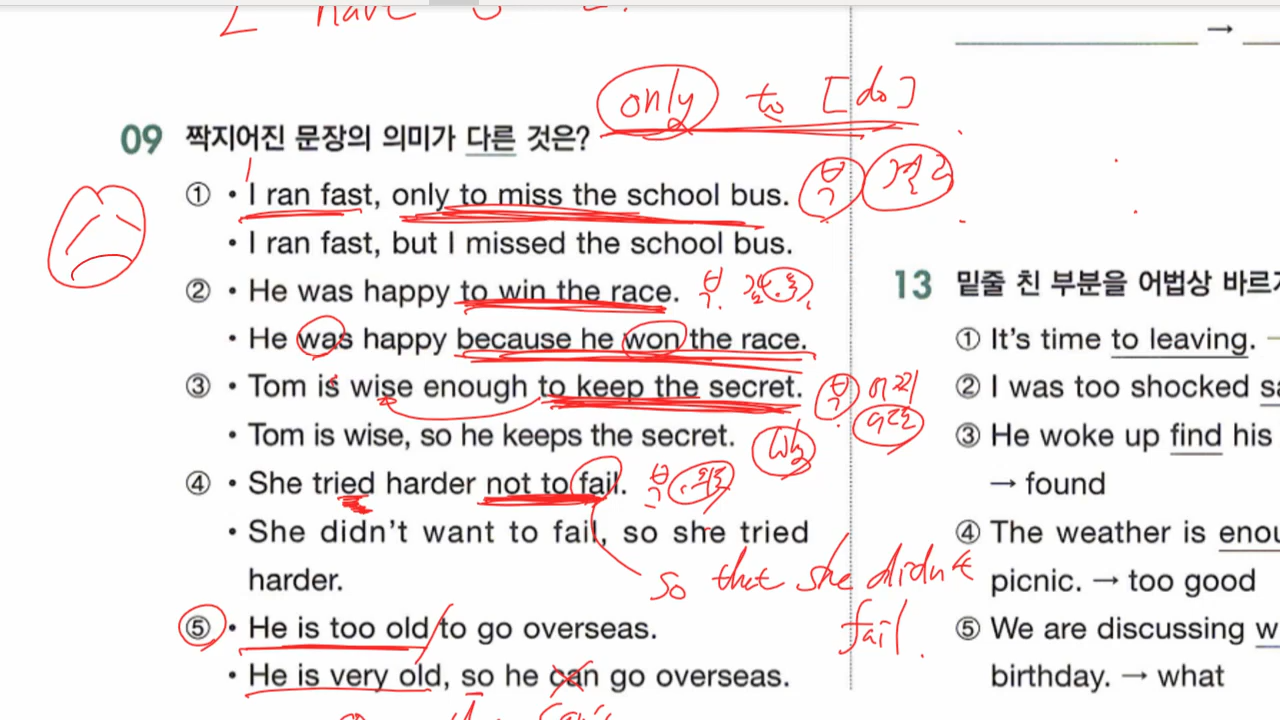 I have
→
only to [do]
09 짝지어진 문장의 의미가 다른 것은?
① • I ran fast, only to miss the school bus. 부 결과
• I ran fast, but I missed the school bus.
② • He was happy to win the race. 부
• He was happy because he won the race.
③ • Tom is wise enough to keep the secret. 부
• Tom is wise, so he keeps the secret. why
④ • She tried harder not to fail. 부
• She didn't want to fail, so she tried
harder.
so that she didn't
fail.
⑤ • He is too old to go overseas.
• He is very old, so he can go overseas.
can't
13 밑줄 친 부분을 어법상 바르게
① It's time to leaving.
② I was too shocked sa
③ He woke up find his
→ found
④ The weather is enou
picnic. → too good
⑤ We are discussing w
birthday. → what